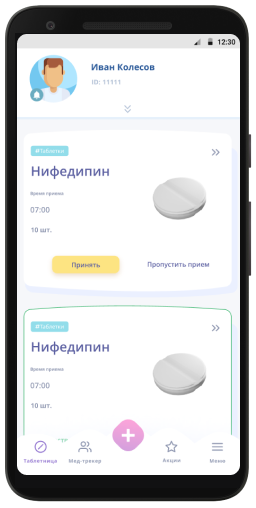 12:30
Иван Колесов
ID: 11111
#Таблетки
Нифедипин
Время приема
07:00
10 шт.
Принять
Пропустить прием
#Таблетки
Нифедипин
Время приема
07:00
10 шт.
Таблетница
Мед-трекер
Акции
Меню